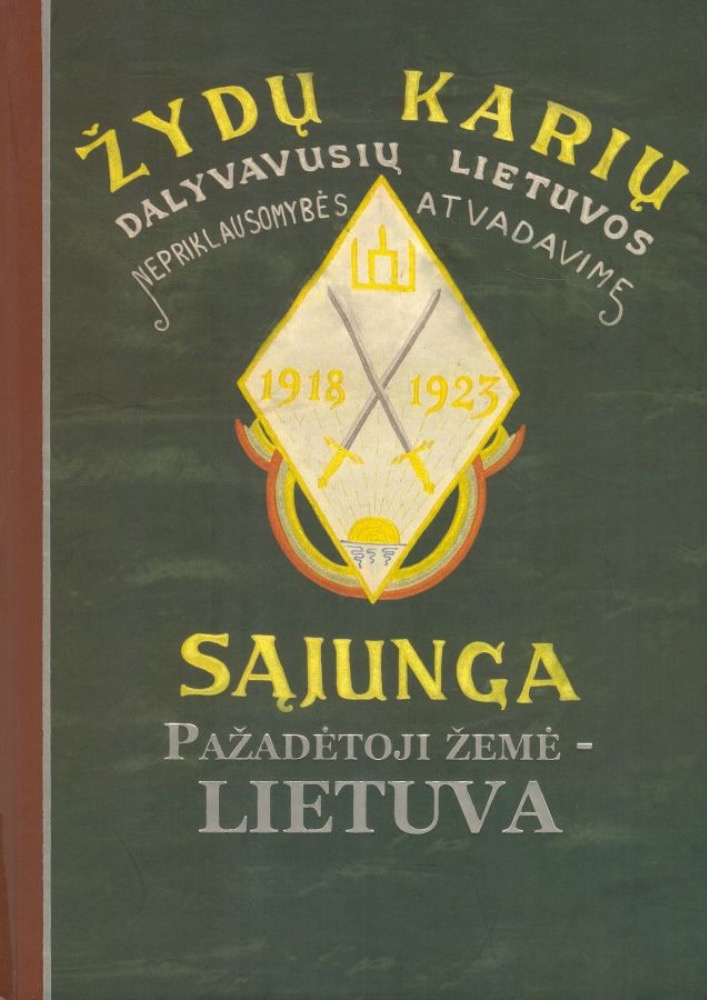 ŽYDŲ KARIŲ
DALYVAVUSIŲ LIETUVOS
NEPRIKLAUSOMYBĖS ATVADAVIME
1918 1923
SĄJUNGA
PAŽADĖTOJI ŽEMĖ -
LIETUVA